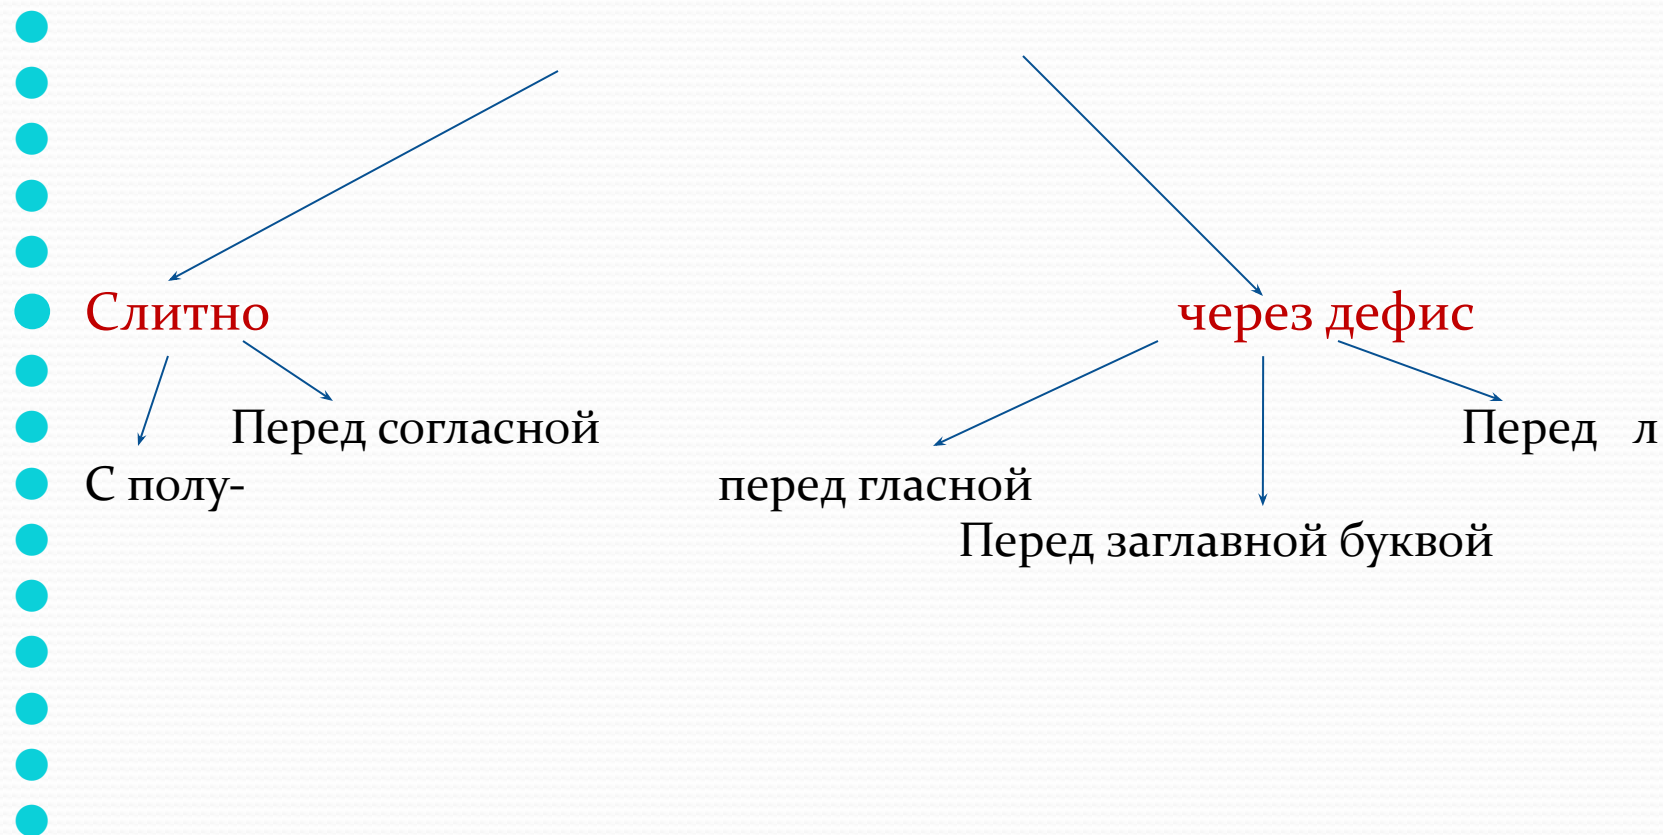 Слитно через дефис
Перед согласной Перед л
С полу- перед гласной
Перед заглавной буквой